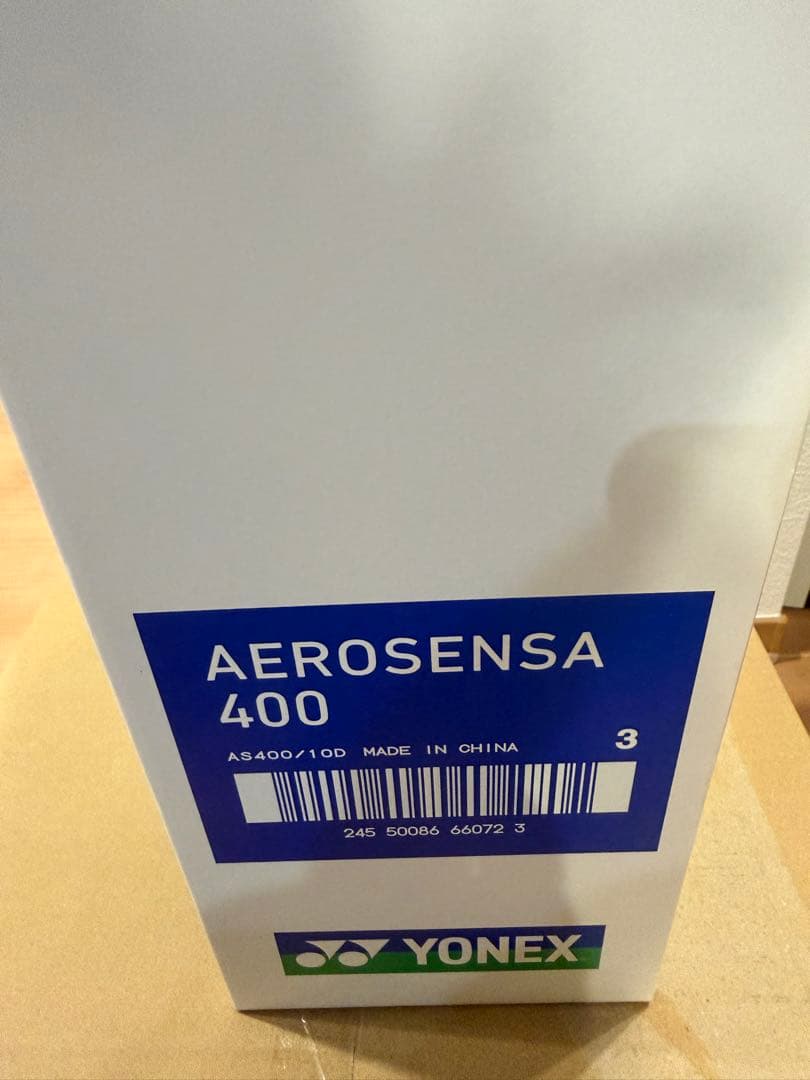 AEROSENSA
400
3
AS400/10D MADE IN CHINA
245 50086 66072 3
YONEX